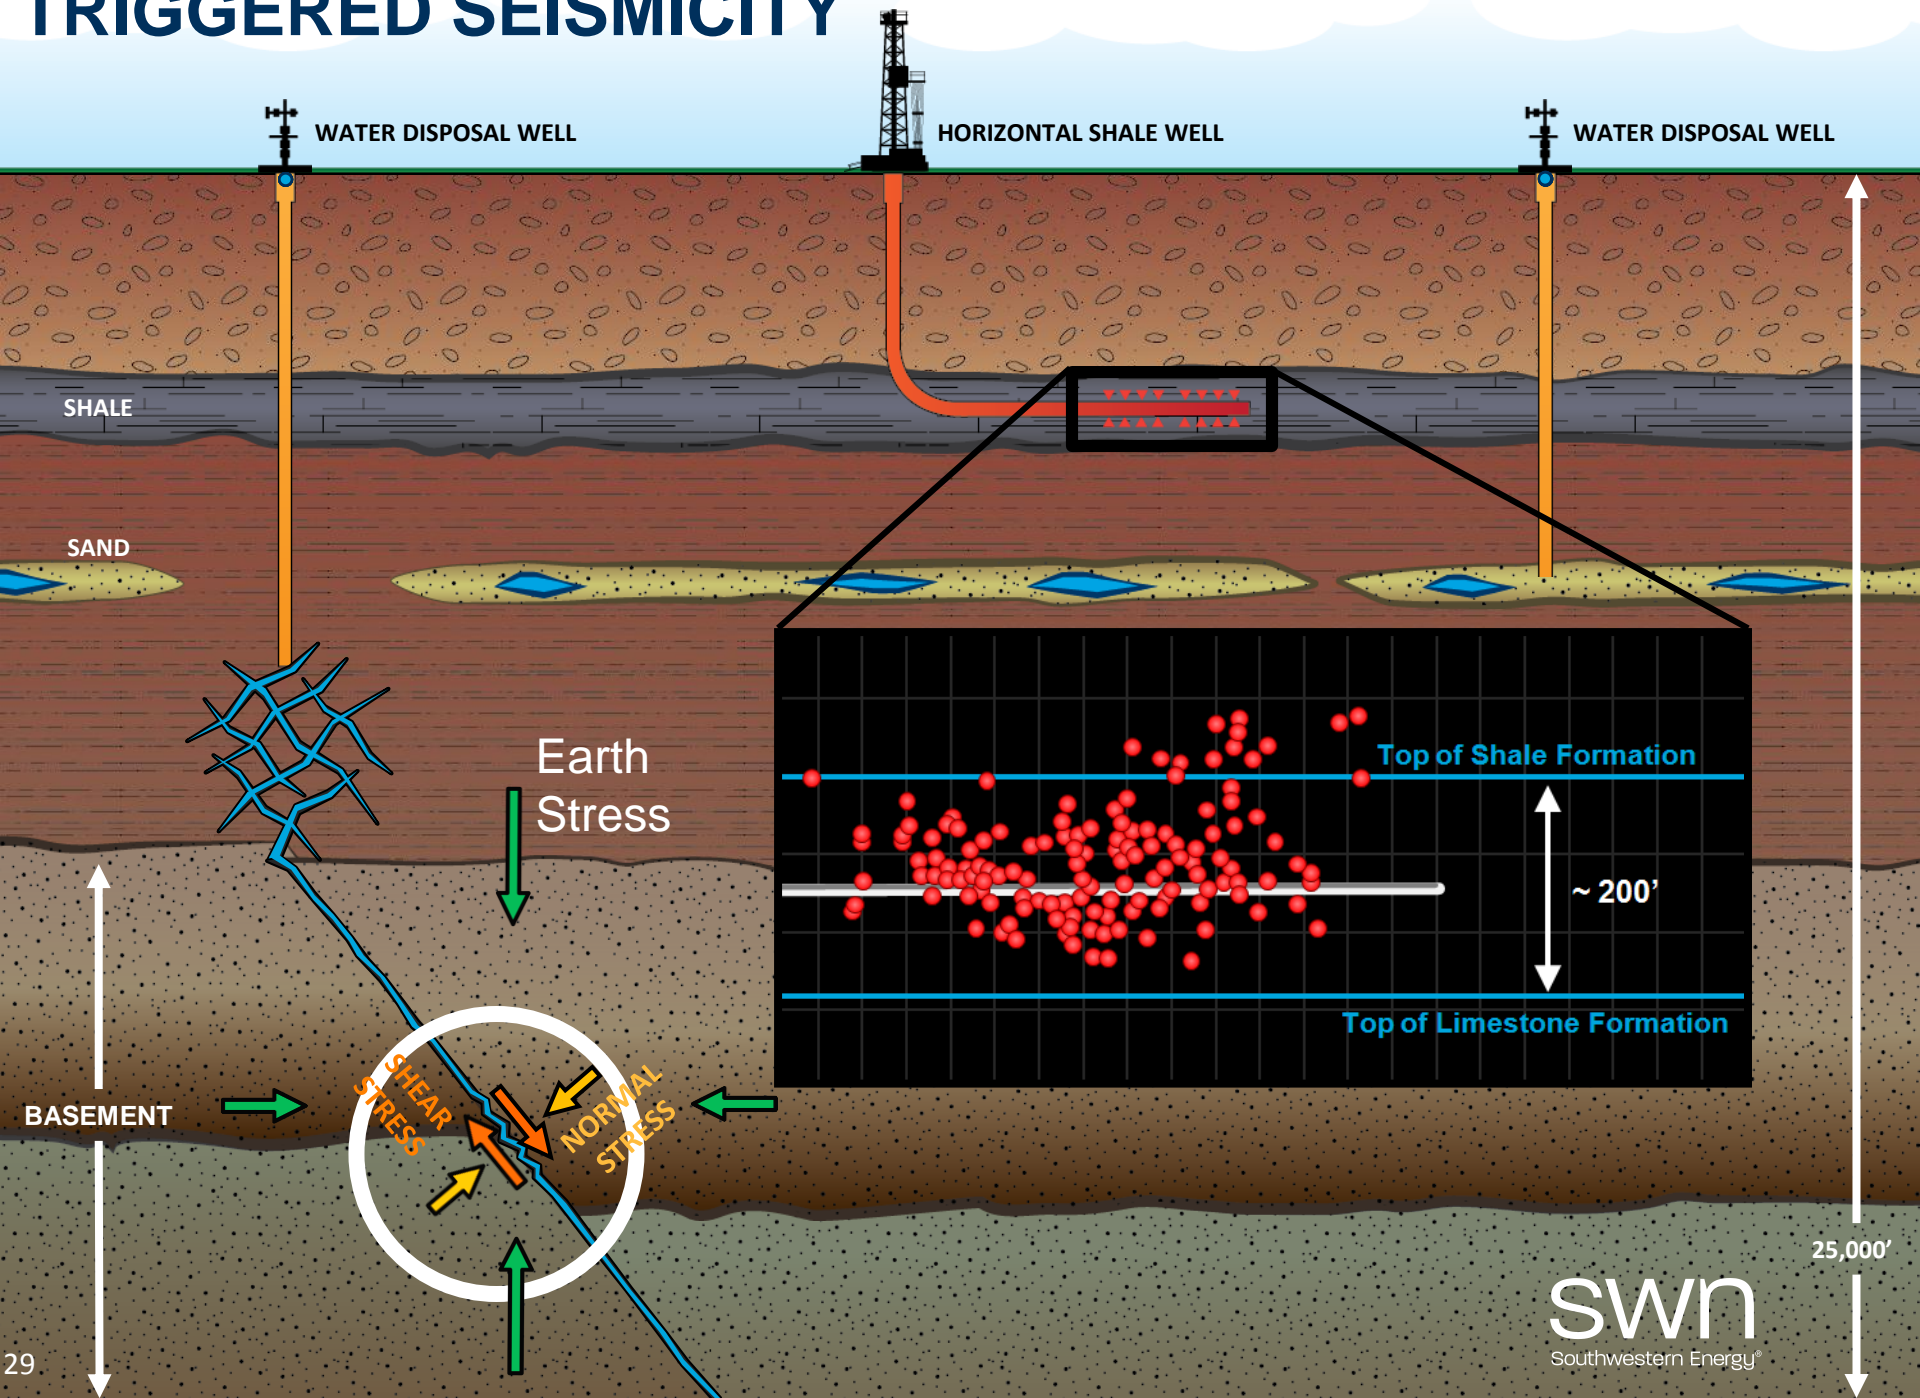 TRIGGERED SEISMICITY
WATER DISPOSAL WELL
HORIZONTAL SHALE WELL
WATER DISPOSAL WELL
SHALE
SAND
Earth
Stress
Top of Shale Formation
~ 200’
Top of Limestone Formation
SHEAR
STRESS
NORMAL
STRESS
BASEMENT
25,000’
swn
Southwestern Energy®
29